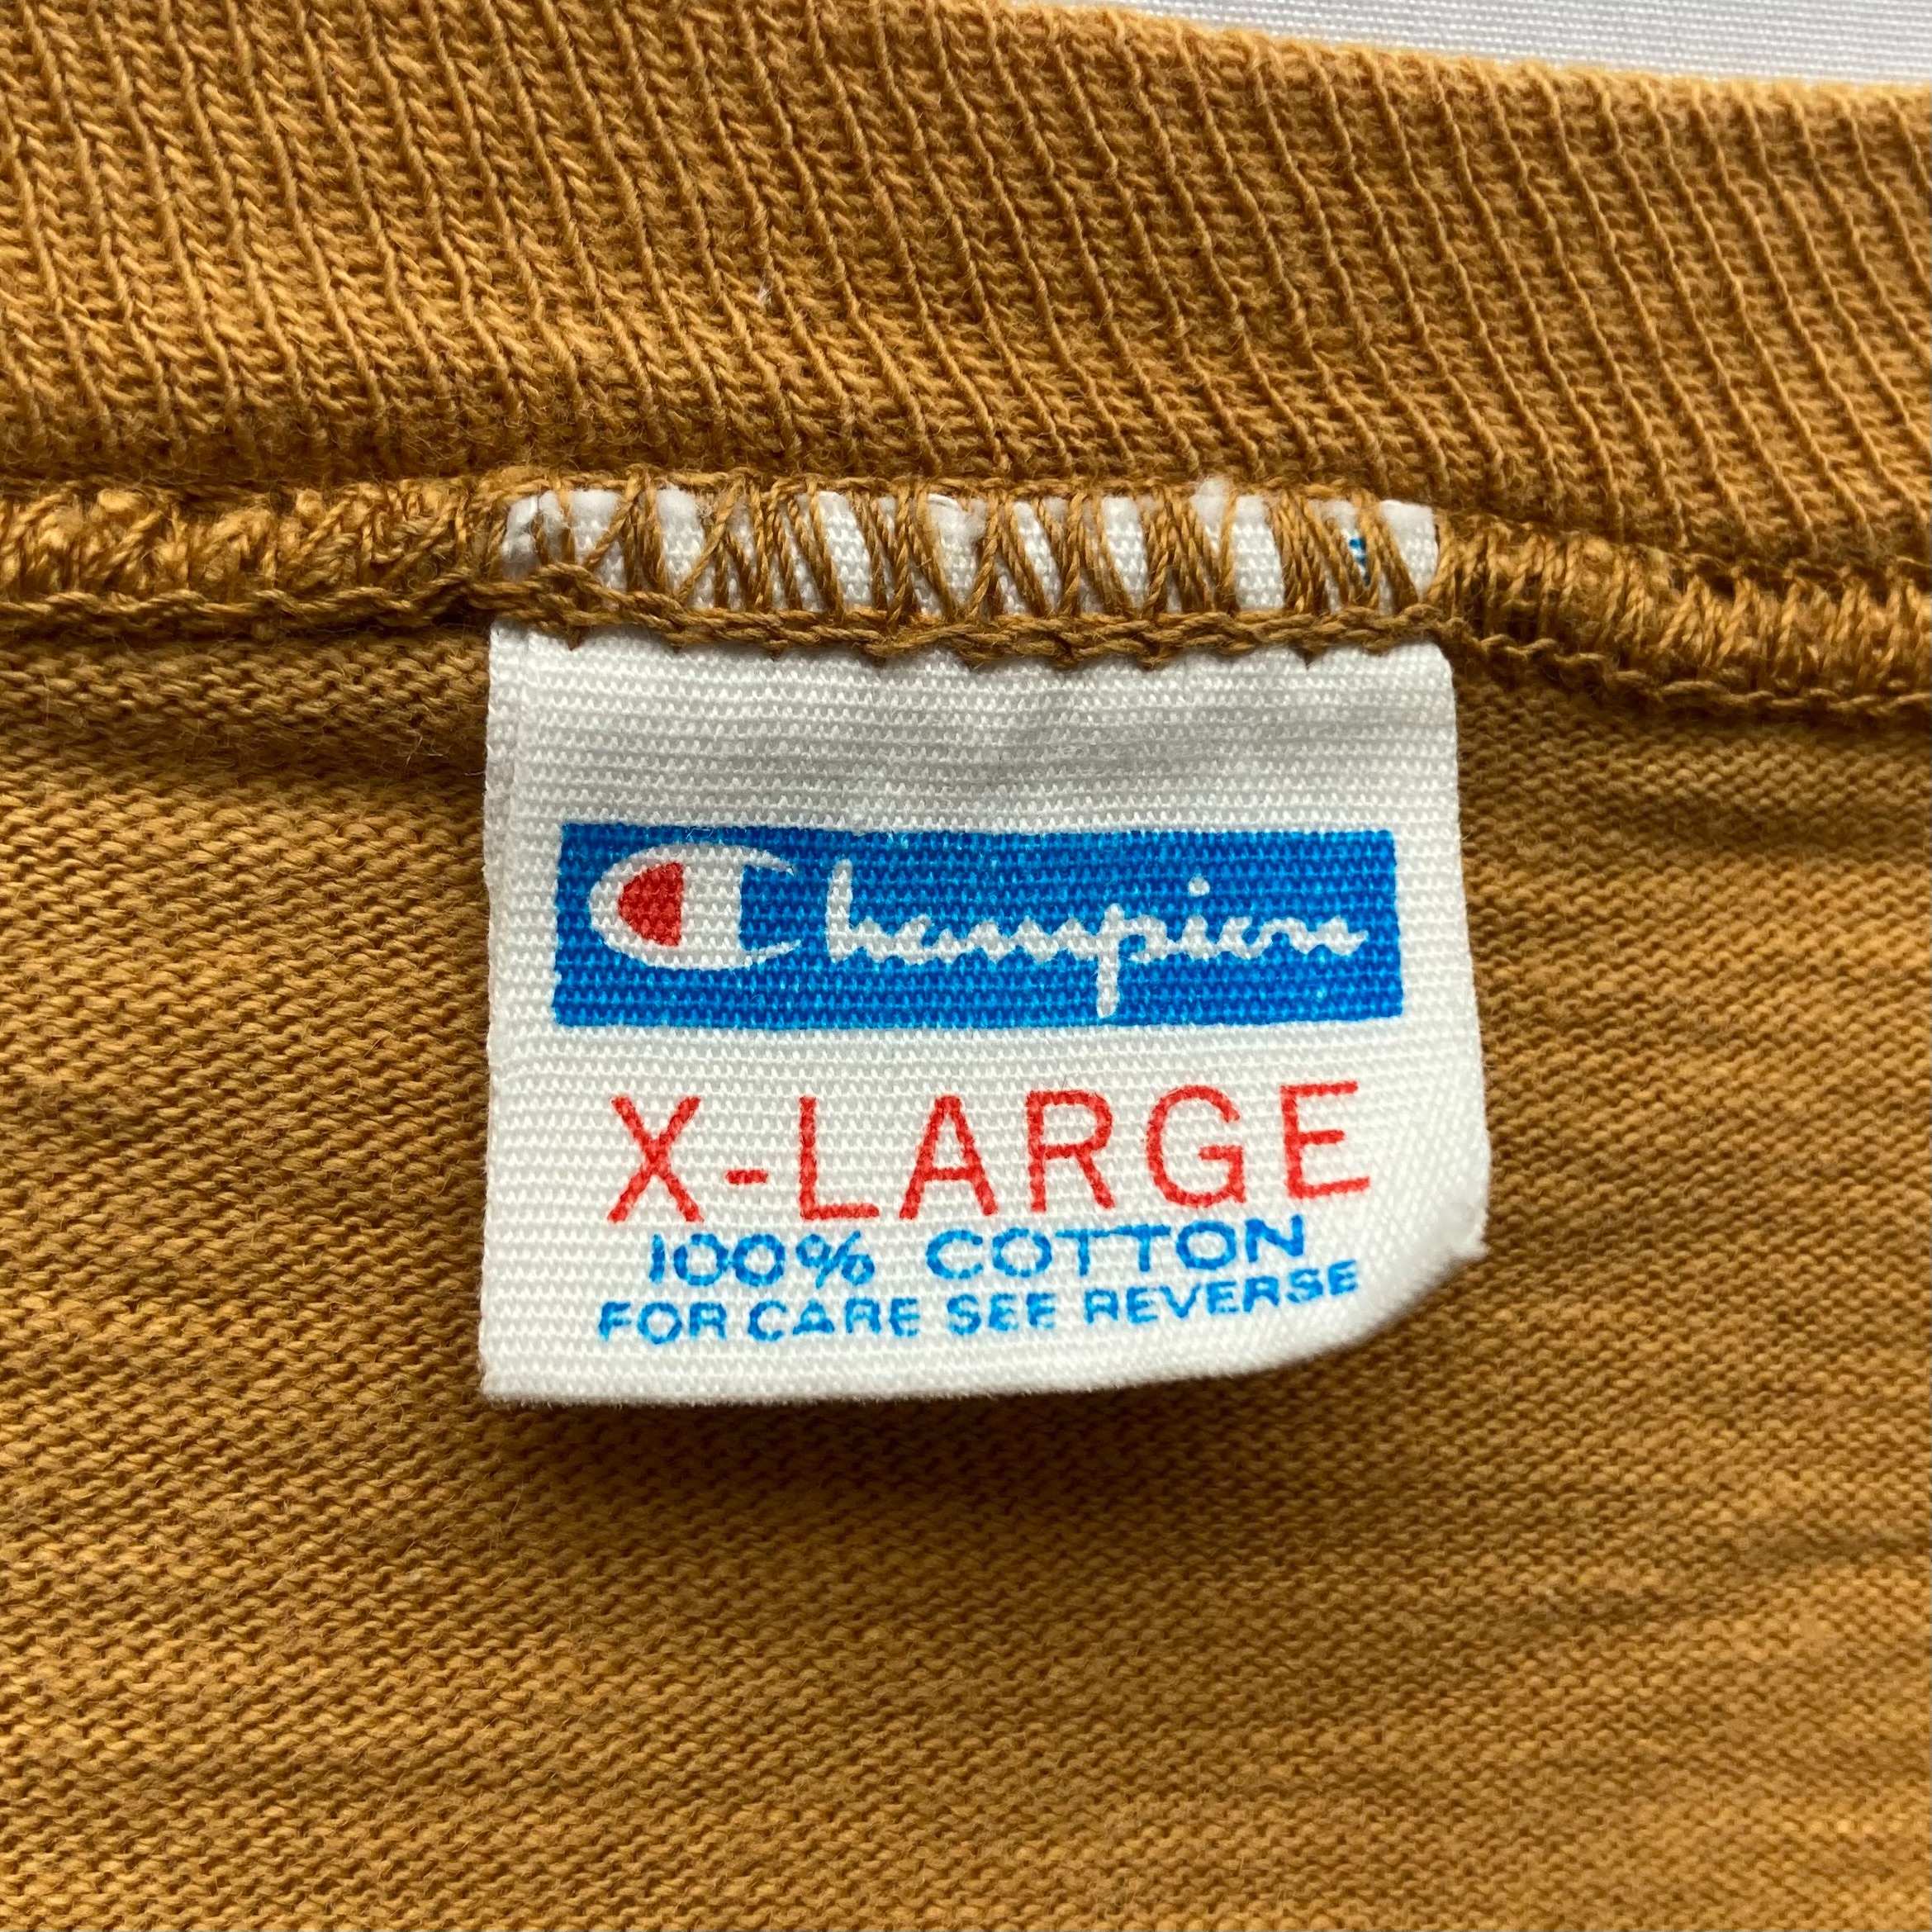 Champion
X-LARGE
100% COTTON
FOR CARE SEE REVERSE